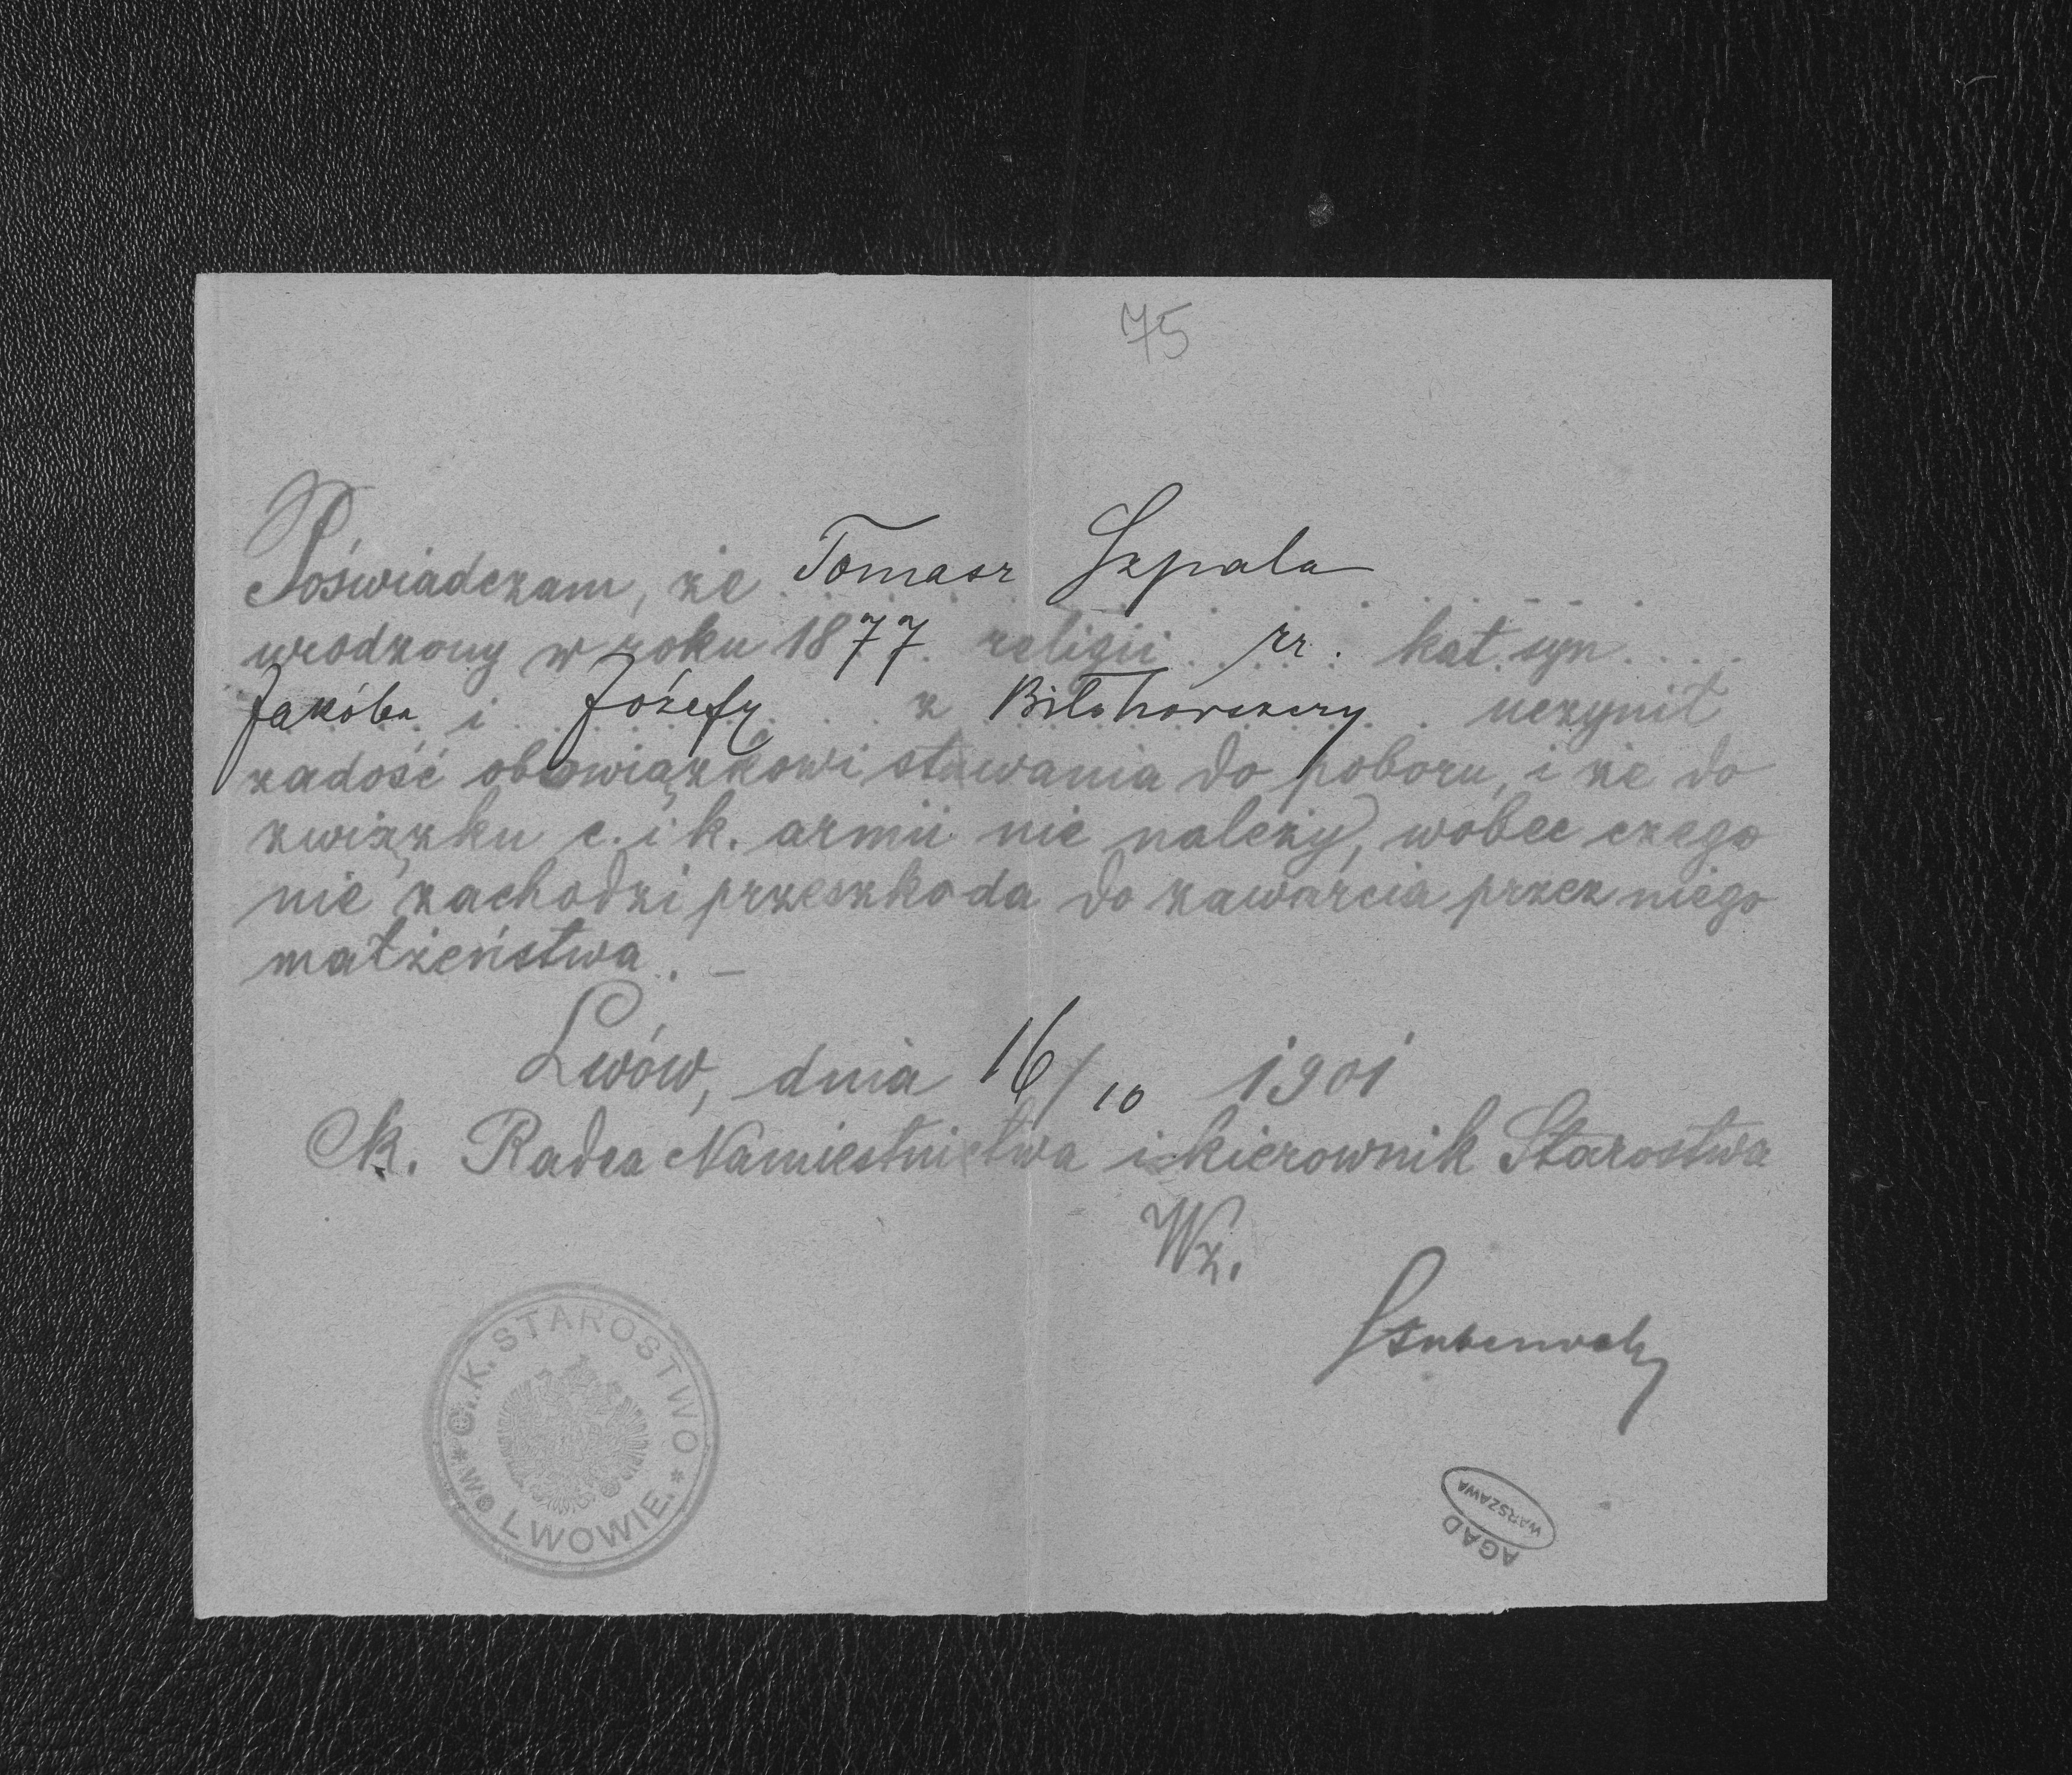 75
Poświadczam, że Tomasz Szpala
urodzony w roku 1877 religii rz. kat. syn
Jakóba i Józefy z Biłohorszczy uczynił
zadość obowiązkowi stawania do poboru, i że do
związku c. i k. armii nie należy, wobec czego
nie zachodzi przeszkoda do zawarcia przez niego
małżeństwa. —
Lwów, dnia 16/10 1901
Ck. Radca Namiestnictwa i kierownik Starostwa
Wz.
C. K. STAROSTWO
* WE LWOWIE. *
AGAD
WARSZAWA